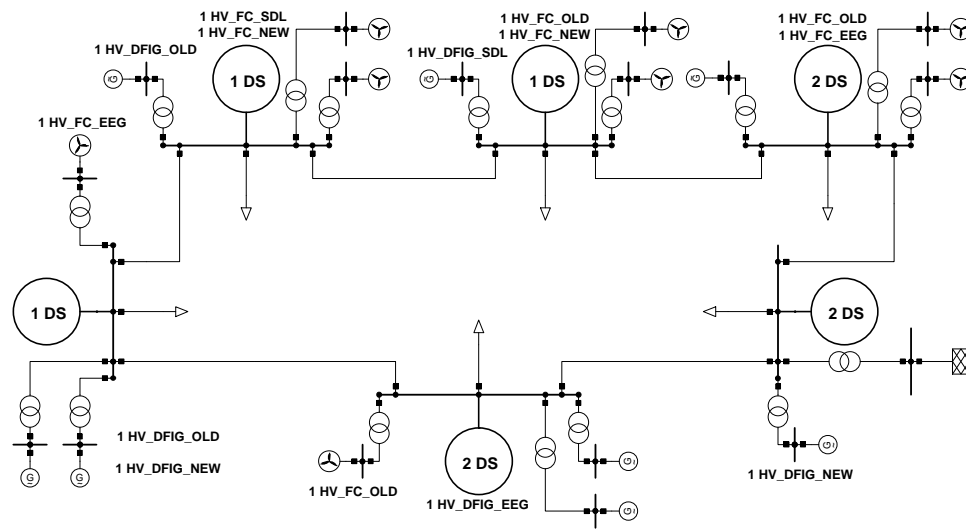 1 HV_FC_SDL
1 HV_FC_NEW
1 HV_DFIG_OLD
1 DS
1 HV_FC_OLD
1 HV_FC_NEW
1 HV_DFIG_SDL
1 DS
1 HV_FC_OLD
1 HV_FC_EEG
G
G
G
2 DS
1 HV_FC_EEG
1 DS
2 DS
1 HV_DFIG_OLD
1 HV_DFIG_NEW
G
G
1 HV_FC_OLD
2 DS
1 HV_DFIG_EEG
G~
G~
G~
1 HV_DFIG_NEW